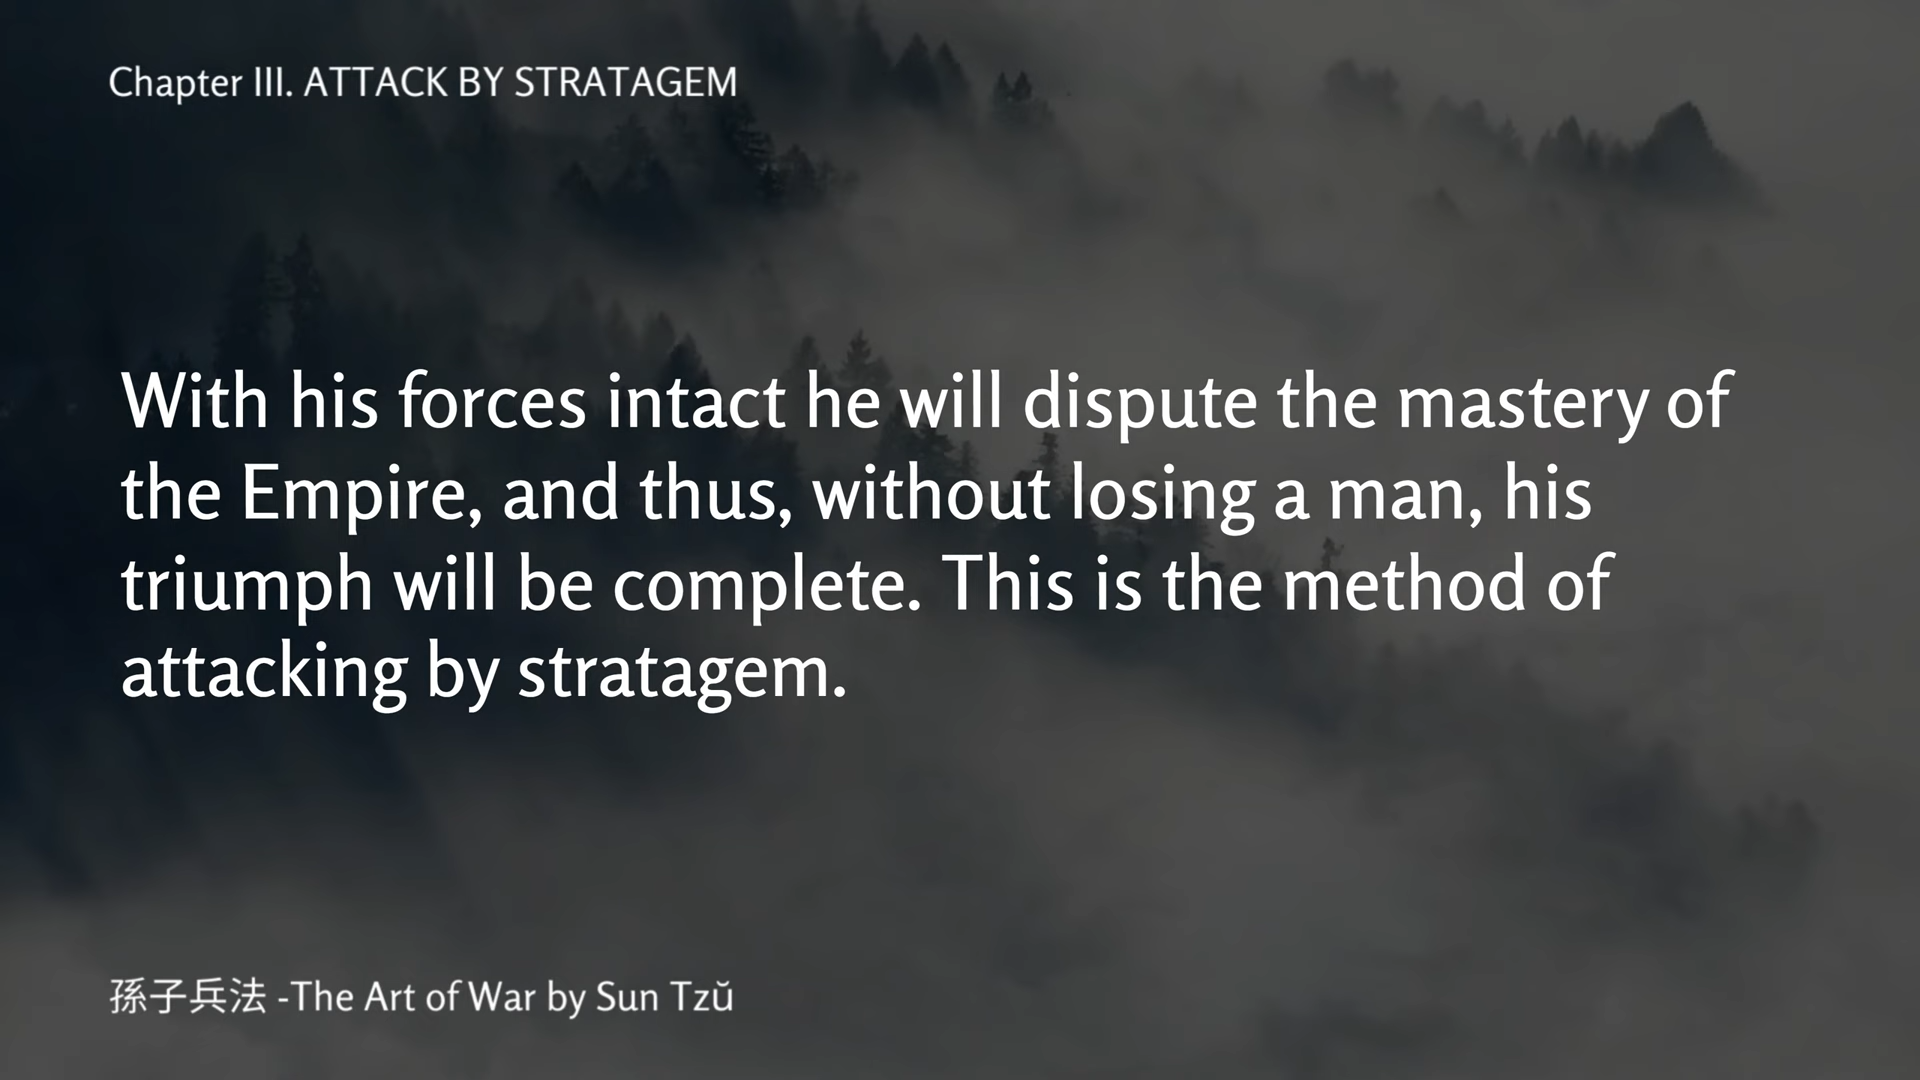 Chapter III. ATTACK BY STRATAGEM
With his forces intact he will dispute the mastery of
the Empire, and thus, without losing a man, his
triumph will be complete. This is the method of
attacking by stratagem.
孫子兵法 -The Art of War by Sun Tzŭ